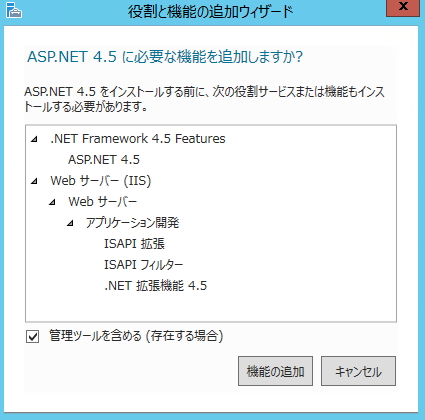 役割と機能の追加ウィザード
x
ASP.NET 4.5 に必要な機能を追加しますか?
ASP.NET 4.5 をインストールする前に、次の役割サービスまたは機能もインス
トールする必要があります。
.NET Framework 4.5 Features
ASP.NET 4.5
Web サーバー (IIS)
Web サーバー
アプリケーション開発
ISAPI 拡張
ISAPI フィルター
.NET 拡張機能 4.5
管理ツールを含める (存在する場合)
機能の追加
キャンセル